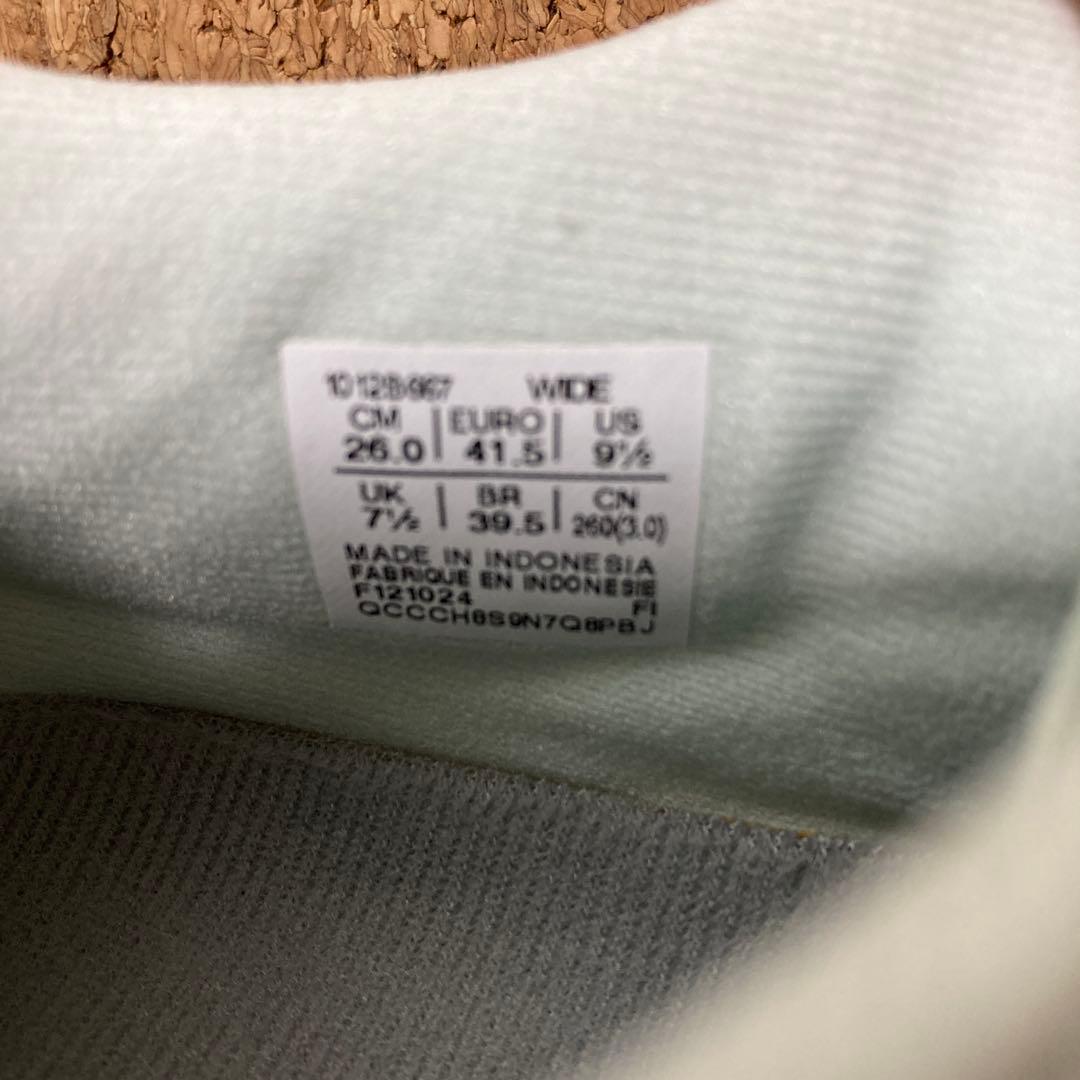 1012B967 WIDE
CM | EURO | US
26.0 | 41.5 | 9½
UK | BR | CN
7½ | 39.5 | 260(3.0)
MADE IN INDONESIA
FABRIQUE EN INDONESIE
F121024 FI
QCCCH8S9N7Q8PBJ